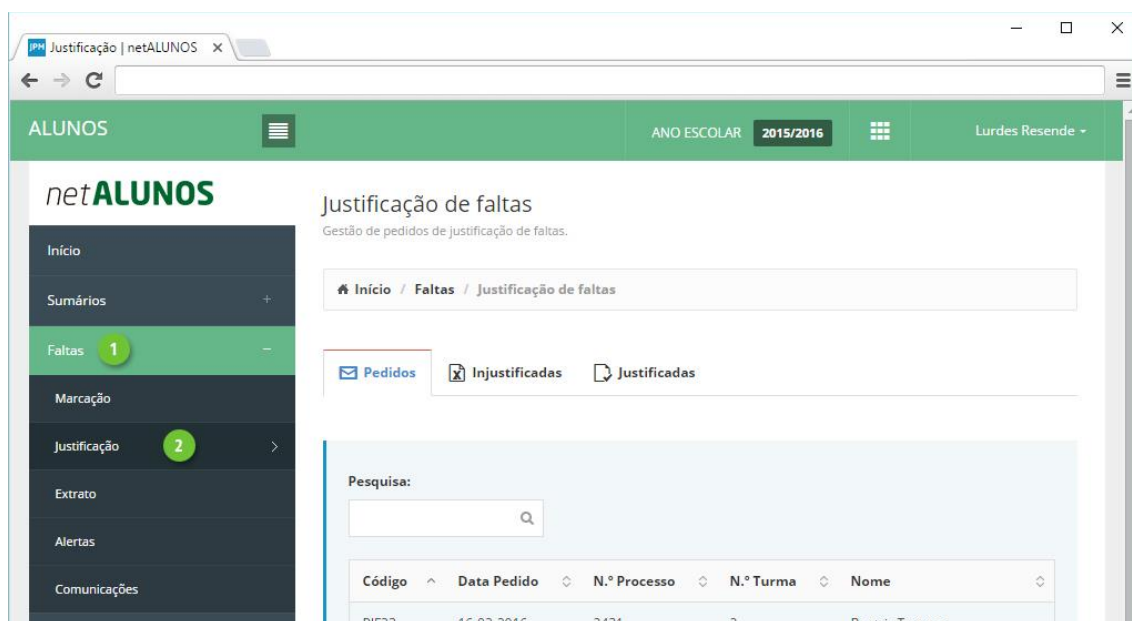 JPM Justificação | netALUNOS
ALUNOS
ANO ESCOLAR 2015/2016
Lurdes Resende
netALUNOS
Início
Sumários
Faltas 1
Marcação
Justificação 2
Extrato
Alertas
Comunicações
Justificação de faltas
Gestão de pedidos de justificação de faltas.
Início / Faltas / Justificação de faltas
Pedidos Injustificadas Justificadas
Pesquisa:
Código Data Pedido N.º Processo N.º Turma Nome